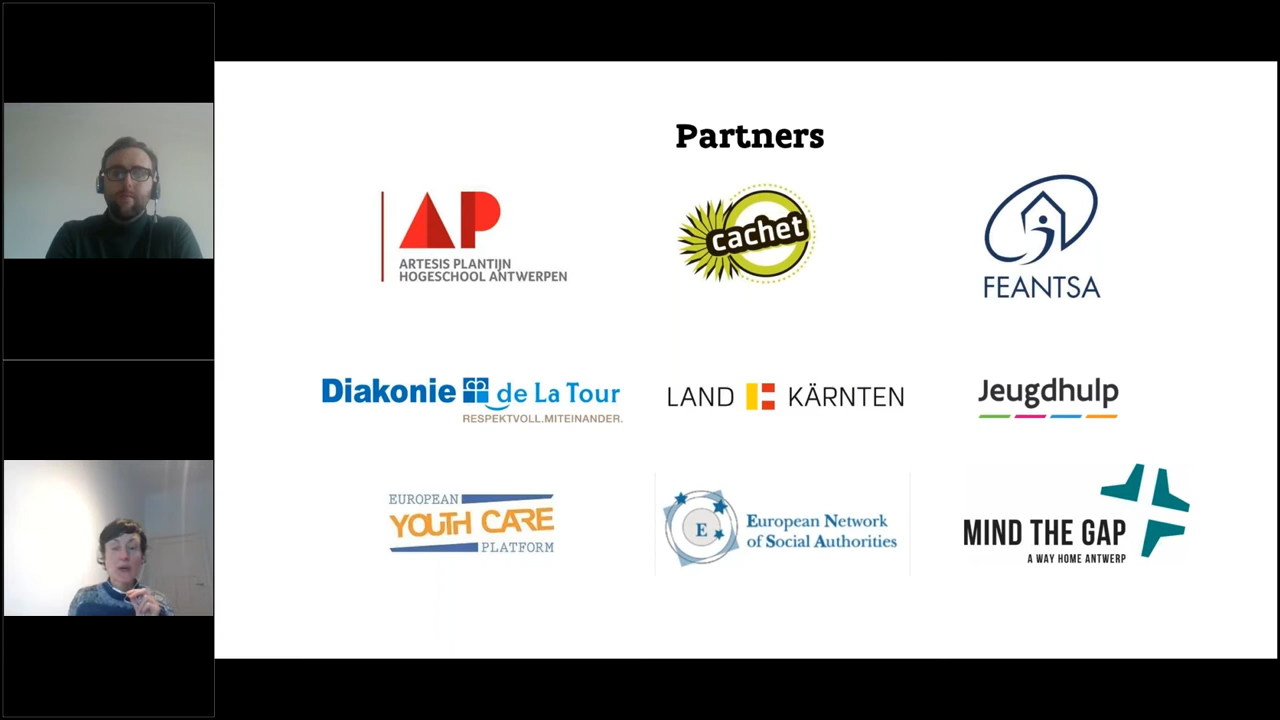 Partners
AP
ARTESIS PLANTIJN
HOGESCHOOL ANTWERPEN
cachet
FEANTSA
Diakonie de La Tour
RESPEKTVOLL.MITEINANDER.
LAND KÄRNTEN
Jeugdhulp
EUROPEAN
YOUTH CARE
PLATFORM
E
European Network
of Social Authorities
MIND THE GAP
A WAY HOME ANTWERP